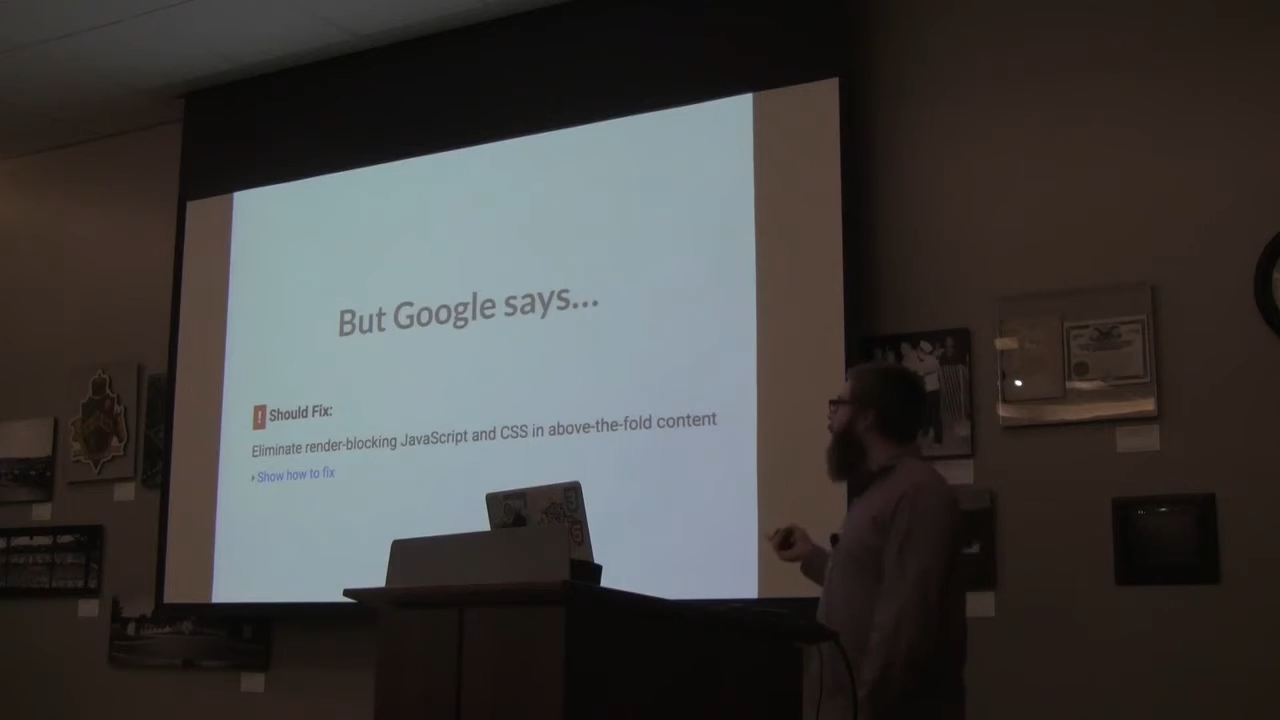 But Google says...
! Should Fix:
Eliminate render-blocking JavaScript and CSS in above-the-fold content
Show how to fix